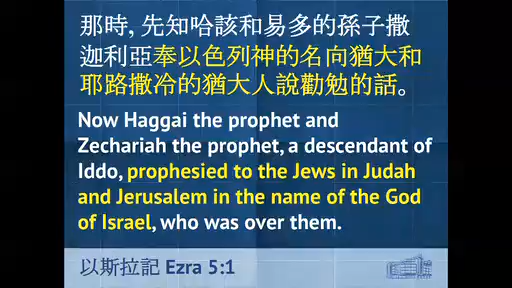 那時, 先知哈該和易多的孫子撒
迦利亞奉以色列神的名向猶大和
耶路撒冷的猶大人說勸勉的話。
Now Haggai the prophet and
Zechariah the prophet, a descendant of
Iddo, prophesied to the Jews in Judah
and Jerusalem in the name of the God
of Israel, who was over them.
以斯拉記 Ezra 5:1